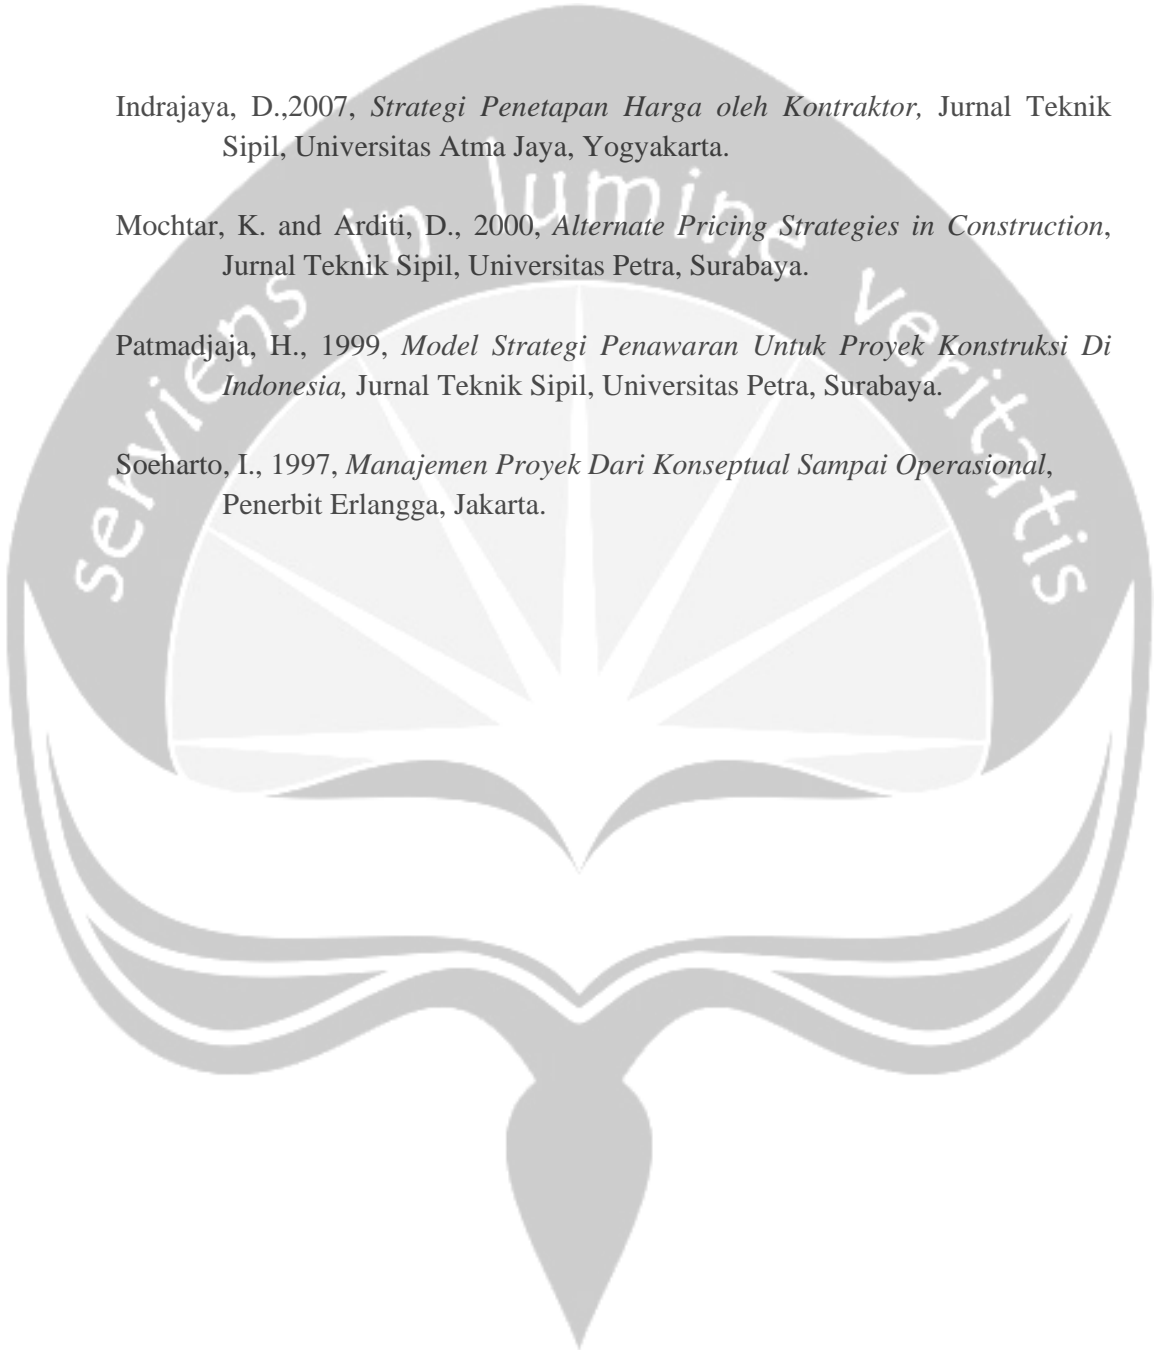 Indrajaya, D.,2007, Strategi Penetapan Harga oleh Kontraktor, Jurnal Teknik
Sipil, Universitas Atma Jaya, Yogyakarta.
Mochtar, K. and Arditi, D., 2000, Alternate Pricing Strategies in Construction,
Jurnal Teknik Sipil, Universitas Petra, Surabaya.
Patmadjaja, H., 1999, Model Strategi Penawaran Untuk Proyek Konstruksi Di
Indonesia, Jurnal Teknik Sipil, Universitas Petra, Surabaya.
Soeharto, I., 1997, Manajemen Proyek Dari Konseptual Sampai Operasional,
Penerbit Erlangga, Jakarta.
serviens in lumine veritatis